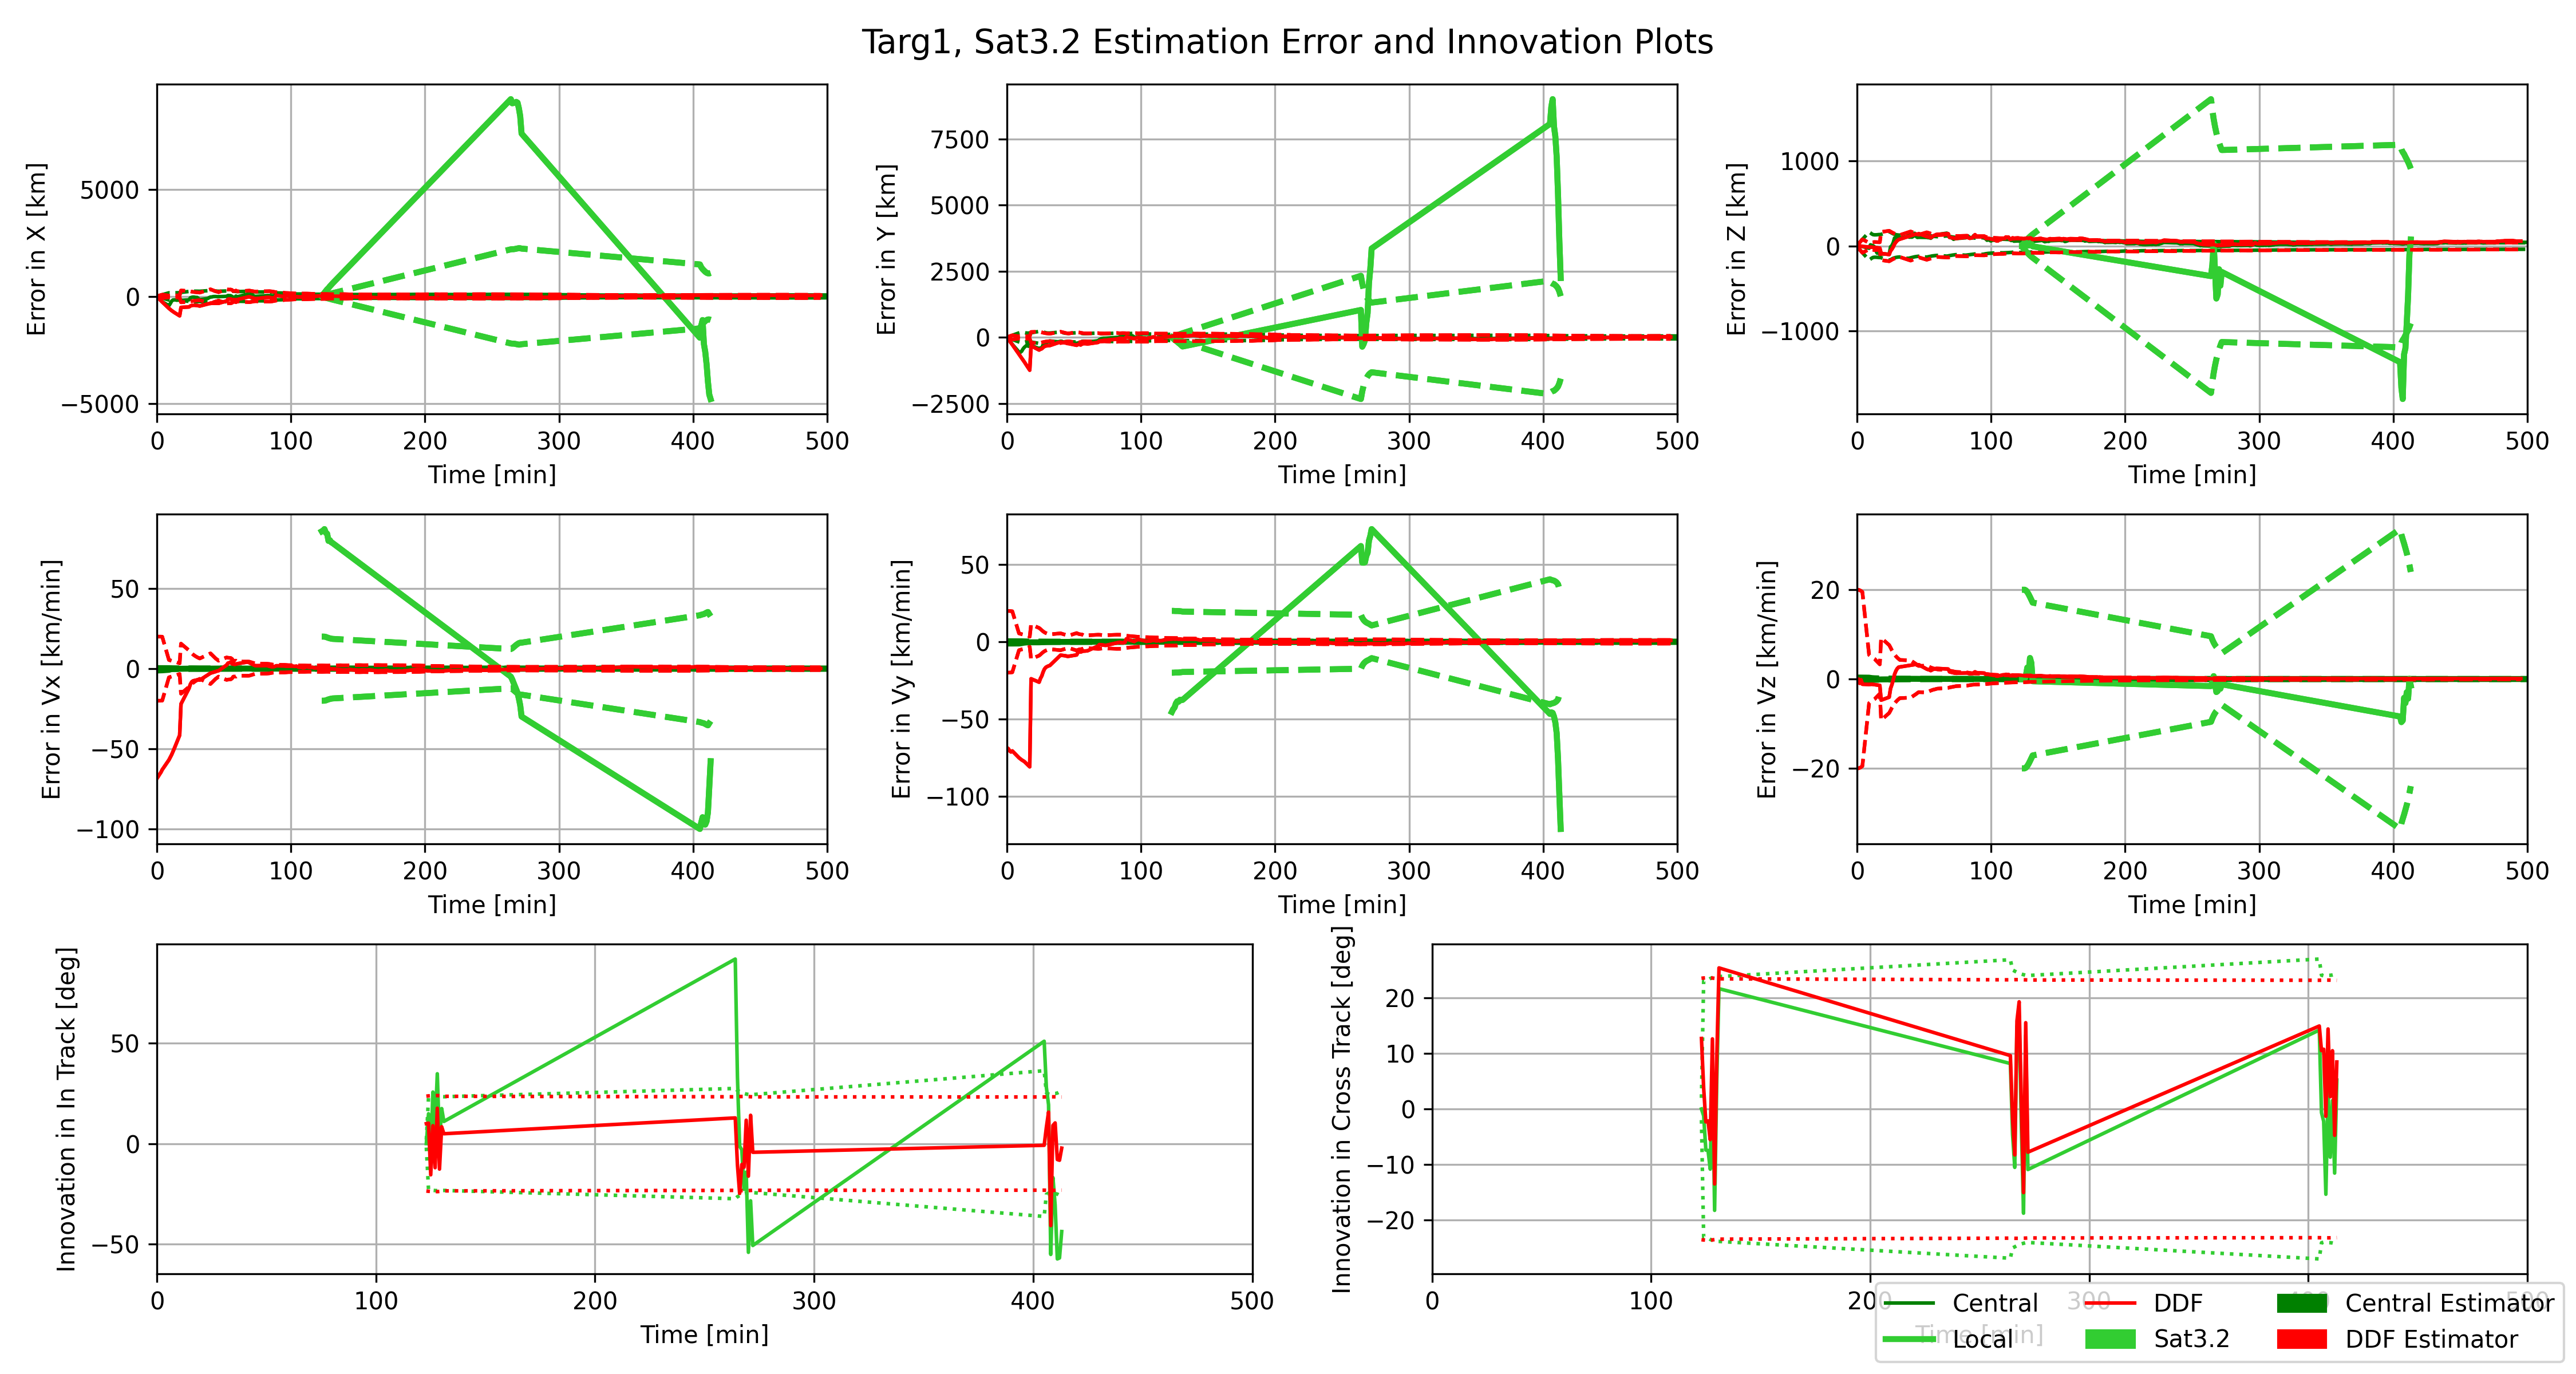 Targ1, Sat3.2 Estimation Error and Innovation Plots
Error in X [km]
5000
0
−5000
0 100 200 300 400 500
Time [min]
Error in Y [km]
7500
5000
2500
0
−2500
0 100 200 300 400 500
Time [min]
Error in Z [km]
1000
0
−1000
0 100 200 300 400 500
Time [min]
Error in Vx [km/min]
50
0
−50
−100
0 100 200 300 400 500
Time [min]
Error in Vy [km/min]
50
0
−50
−100
0 100 200 300 400 500
Time [min]
Error in Vz [km/min]
20
0
−20
0 100 200 300 400 500
Time [min]
Innovation in In Track [deg]
50
0
−50
0 100 200 300 400 500
Time [min]
Innovation in Cross Track [deg]
20
10
0
−10
−20
0 100 200 300 400 500
Time [min]
Central DDF Central Estimator
Local Sat3.2 DDF Estimator